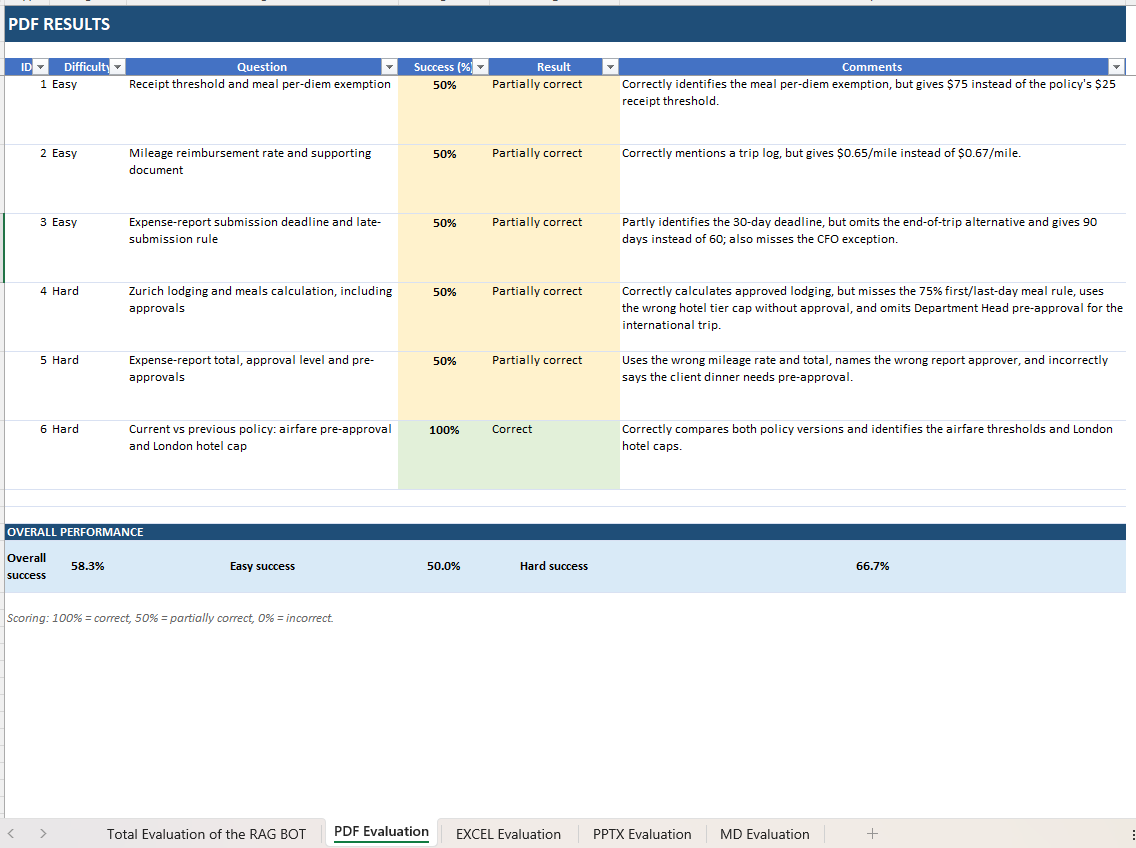 PDF RESULTS
ID Difficulty Question Success (%) Result Comments
1 Easy Receipt threshold and meal per-diem exemption 50% Partially correct Correctly identifies the meal per-diem exemption, but gives $75 instead of the policy's $25
receipt threshold.
2 Easy Mileage reimbursement rate and supporting 50% Partially correct Correctly mentions a trip log, but gives $0.65/mile instead of $0.67/mile.
document
3 Easy Expense-report submission deadline and late- 50% Partially correct Partly identifies the 30-day deadline, but omits the end-of-trip alternative and gives 90
submission rule days instead of 60; also misses the CFO exception.
4 Hard Zurich lodging and meals calculation, including 50% Partially correct Correctly calculates approved lodging, but misses the 75% first/last-day meal rule, uses
approvals the wrong hotel tier cap without approval, and omits Department Head pre-approval for the
international trip.
5 Hard Expense-report total, approval level and pre- 50% Partially correct Uses the wrong mileage rate and total, names the wrong report approver, and incorrectly
approvals says the client dinner needs pre-approval.
6 Hard Current vs previous policy: airfare pre-approval 100% Correct Correctly compares both policy versions and identifies the airfare thresholds and London
and London hotel cap hotel caps.
OVERALL PERFORMANCE
Overall
success 58.3% Easy success 50.0% Hard success 66.7%
Scoring: 100% = correct, 50% = partially correct, 0% = incorrect.
Total Evaluation of the RAG BOT PDF Evaluation EXCEL Evaluation PPTX Evaluation MD Evaluation